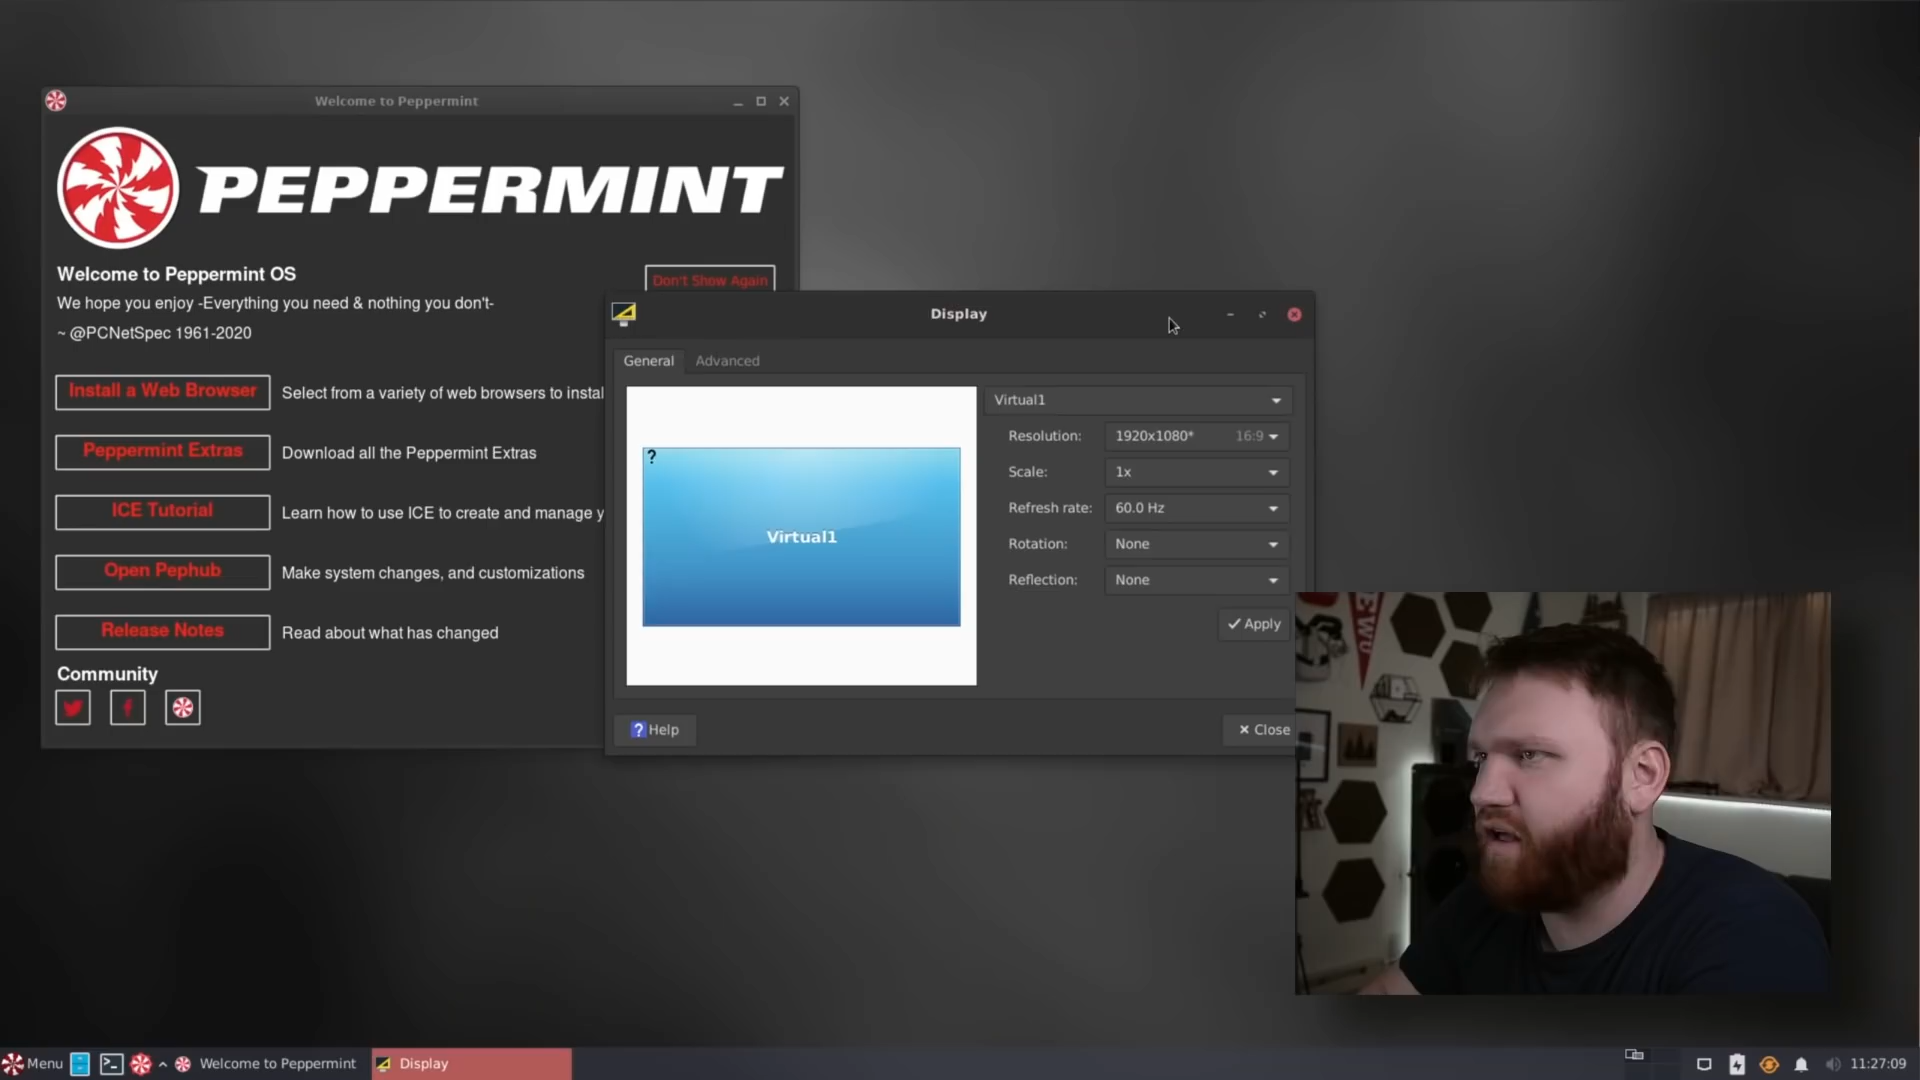 Welcome to Peppermint
PEPPERMINT
Welcome to Peppermint OS
Don't Show Again
We hope you enjoy -Everything you need & nothing you don't-
~ @PCNetSpec 1961-2020
Install a Web Browser
Select from a variety of web browsers to instal
Peppermint Extras
Download all the Peppermint Extras
ICE Tutorial
Learn how to use ICE to create and manage y
Open Pephub
Make system changes, and customizations
Release Notes
Read about what has changed
Community
Display
General
Advanced
?
Virtual1
Virtual1
Resolution: 1920x1080* 16:9
Scale: 1x
Refresh rate: 60.0 Hz
Rotation: None
Reflection: None
Apply
? Help
Close
EWU
Menu
Welcome to Peppermint
Display
11:27:09